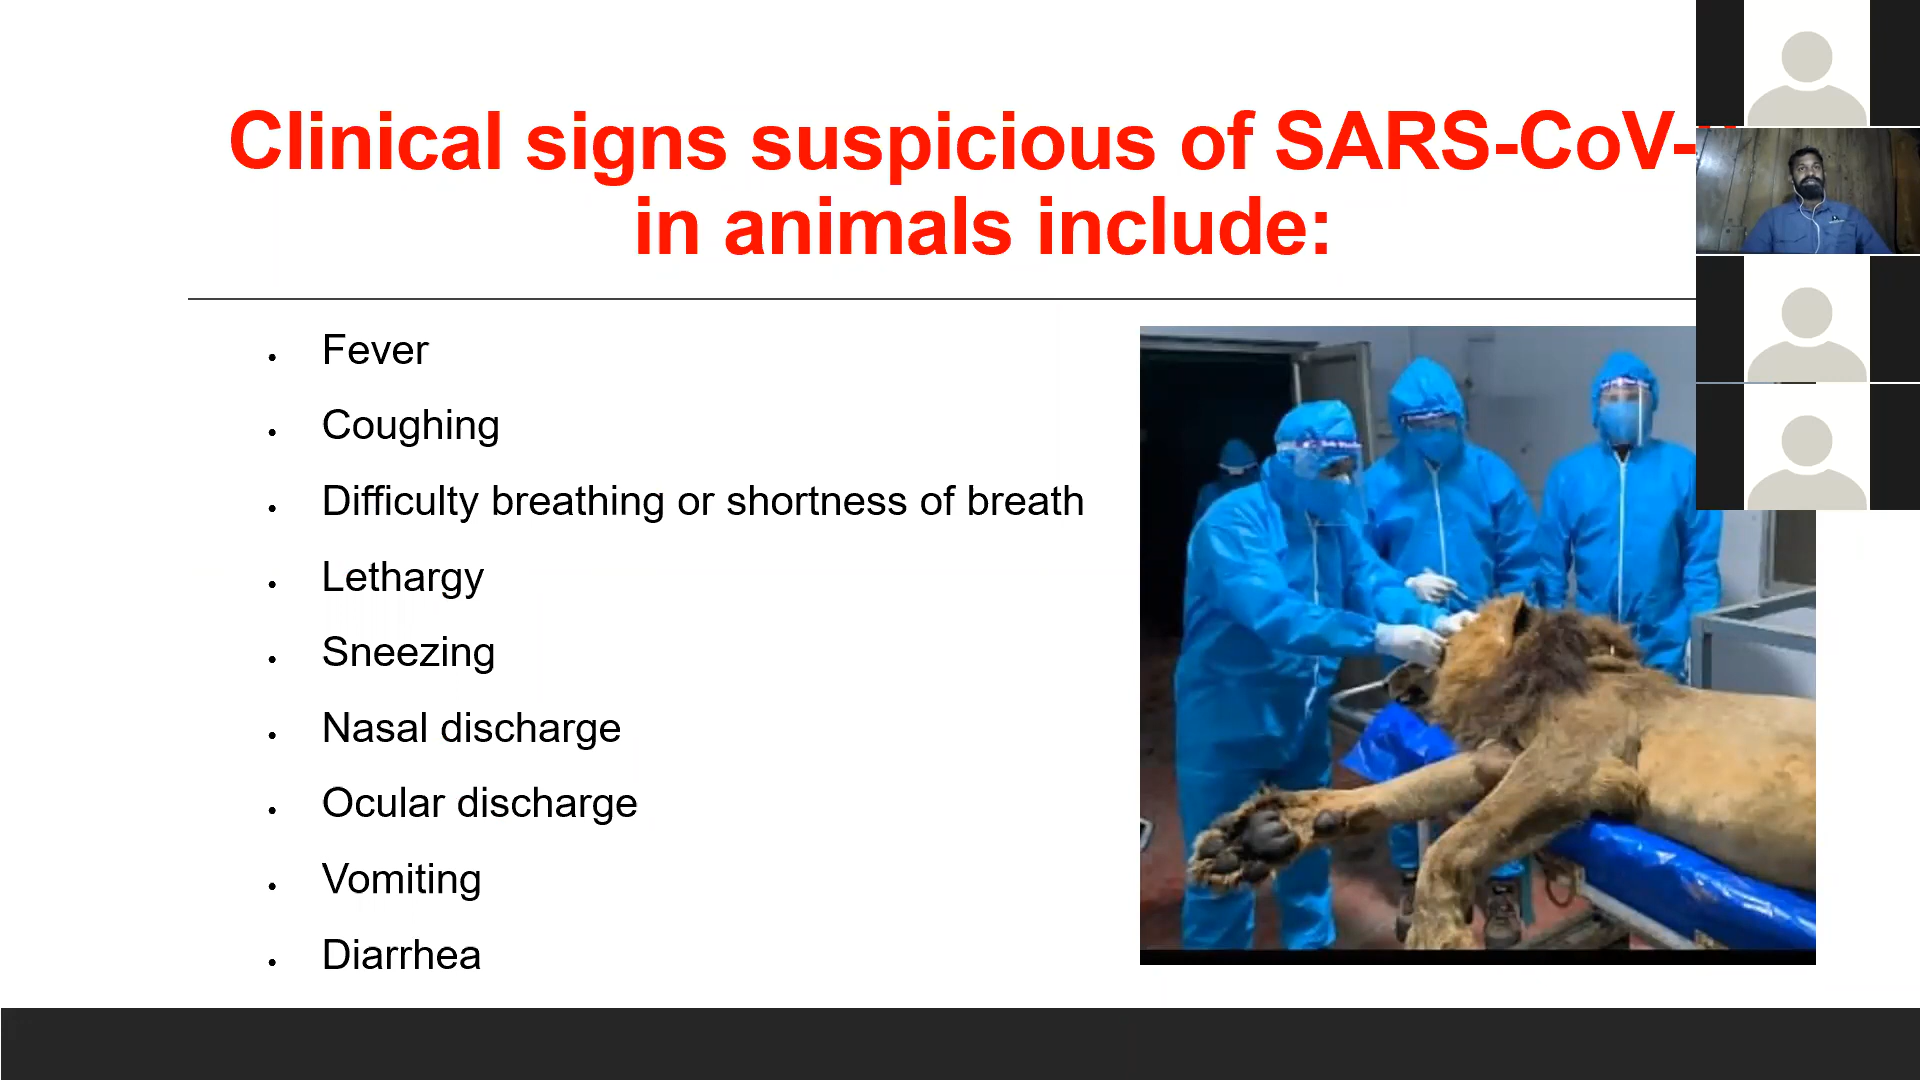 Clinical signs suspicious of SARS-CoV-
in animals include:
Fever
Coughing
Difficulty breathing or shortness of breath
Lethargy
Sneezing
Nasal discharge
Ocular discharge
Vomiting
Diarrhea